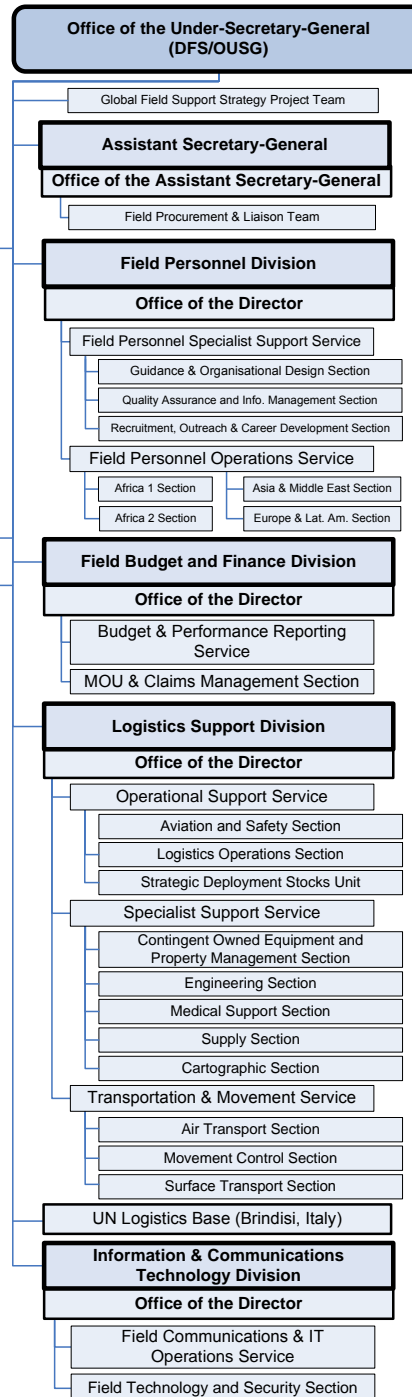 Office of the Under-Secretary-General
(DFS/OUSG)
Global Field Support Strategy Project Team
Assistant Secretary-General
Office of the Assistant Secretary-General
Field Procurement & Liaison Team
Field Personnel Division
Office of the Director
Field Personnel Specialist Support Service
Guidance & Organisational Design Section
Quality Assurance and Info. Management Section
Recruitment, Outreach & Career Development Section
Field Personnel Operations Service
Africa 1 Section
Asia & Middle East Section
Africa 2 Section
Europe & Lat. Am. Section
Field Budget and Finance Division
Office of the Director
Budget & Performance Reporting
Service
MOU & Claims Management Section
Logistics Support Division
Office of the Director
Operational Support Service
Aviation and Safety Section
Logistics Operations Section
Strategic Deployment Stocks Unit
Specialist Support Service
Contingent Owned Equipment and
Property Management Section
Engineering Section
Medical Support Section
Supply Section
Cartographic Section
Transportation & Movement Service
Air Transport Section
Movement Control Section
Surface Transport Section
UN Logistics Base (Brindisi, Italy)
Information & Communications
Technology Division
Office of the Director
Field Communications & IT
Operations Service
Field Technology and Security Section